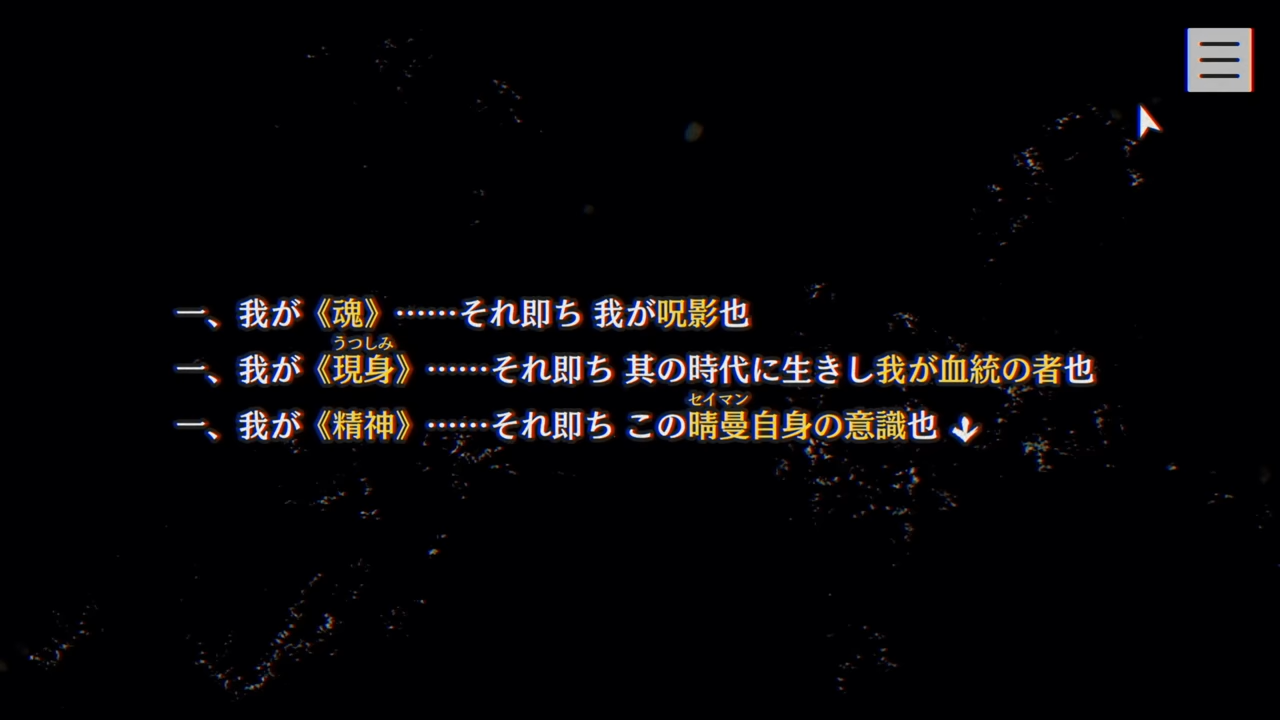 一、我が《魂》……それ即ち 我が呪影也
うつしみ
一、我が《現身》……それ即ち 其の時代に生きし我が血統の者也
セイマン
一、我が《精神》……それ即ち この晴曼自身の意識也